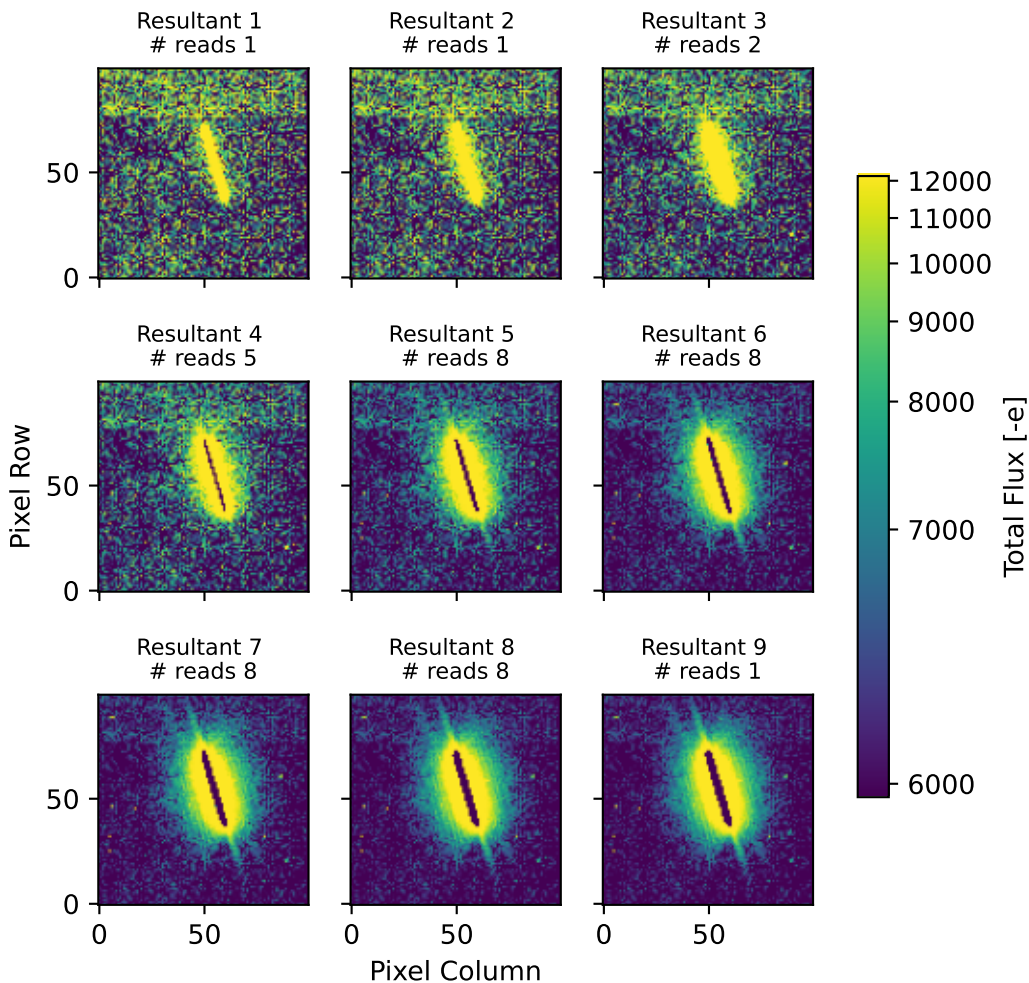 Resultant 1
# reads 1
Resultant 2
# reads 1
Resultant 3
# reads 2
50
0
Resultant 4
# reads 5
Resultant 5
# reads 8
Resultant 6
# reads 8
50
0
Pixel Row
Resultant 7
# reads 8
Resultant 8
# reads 8
Resultant 9
# reads 1
50
0
0 50
0 50
0 50
Pixel Column
12000
11000
10000
9000
8000
7000
6000
Total Flux [-e]